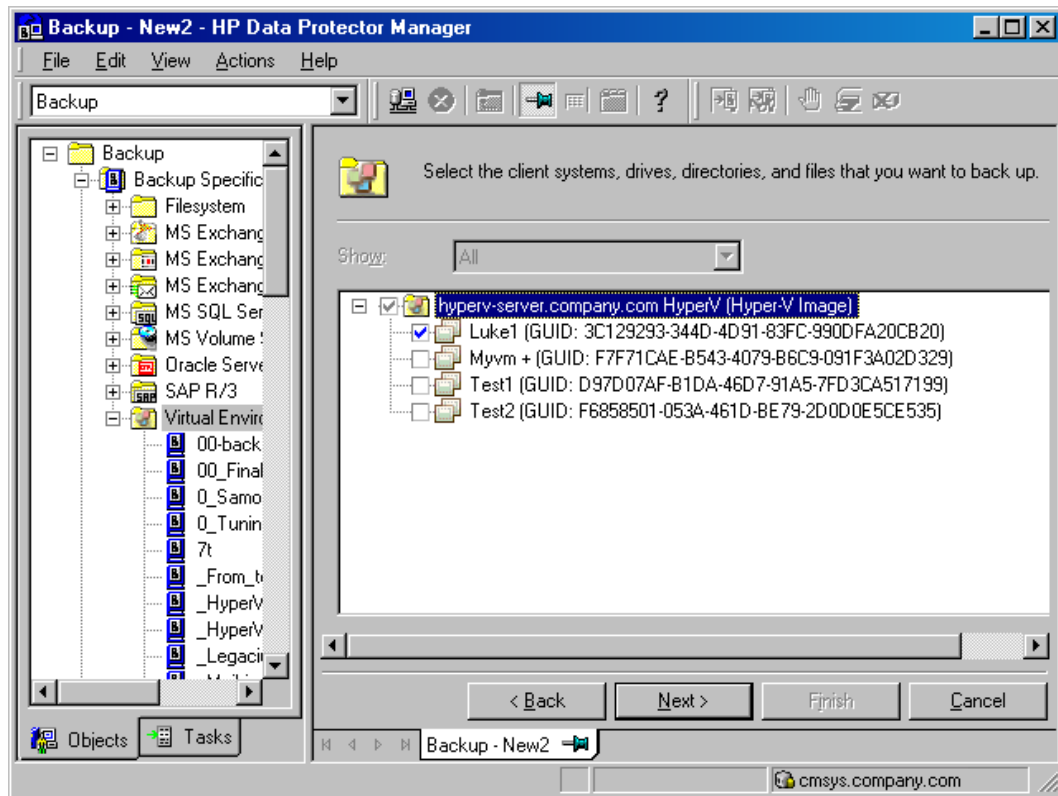 Backup - New2 - HP Data Protector Manager
File Edit View Actions Help
Backup
Backup
Backup Specific
Filesystem
MS Exchang
MS Exchang
MS Exchang
MS SQL Ser
MS Volume
Oracle Serve
SAP R/3
Virtual Enviro
00-back
00_Final
0_Samo
0_Tunin
7t
_From_t
_HyperV
_HyperV
_Legaci
Objects Tasks
Select the client systems, drives, directories, and files that you want to back up.
Show: All
hyperv-server.company.com HyperV (Hyper-V Image)
Luke1 (GUID: 3C129293-344D-4D91-83FC-990DFA20CB20)
Myvm + (GUID: F7F71CAE-B543-4079-B6C9-091F3A02D329)
Test1 (GUID: D97D07AF-B1DA-46D7-91A5-7FD3CA517199)
Test2 (GUID: F6858501-053A-461D-BE79-2D0D0E5CE535)
< Back Next > Finish Cancel
Backup - New2
cmsys.company.com